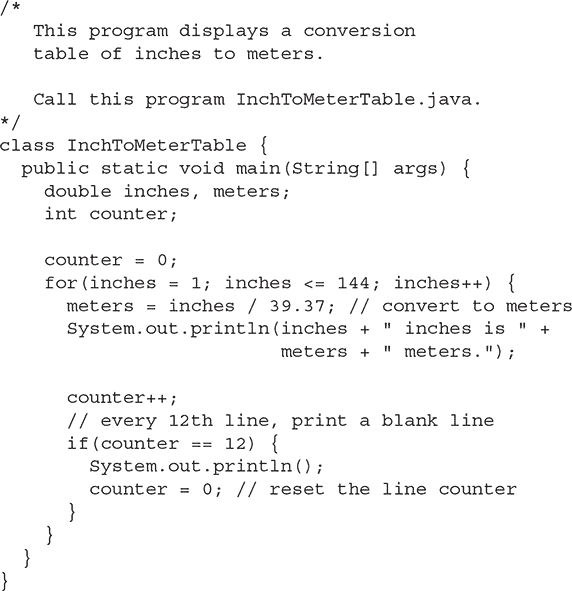 /*
   This program displays a conversion
   table of inches to meters.

   Call this program InchToMeterTable.java.
*/
class InchToMeterTable {
  public static void main(String[] args) {
    double inches, meters;
    int counter;

    counter = 0;
    for(inches = 1; inches <= 144; inches++) {
      meters = inches / 39.37; // convert to meters
      System.out.println(inches + " inches is " +
                         meters + " meters.");

      counter++;
      // every 12th line, print a blank line
      if(counter == 12) {
        System.out.println();
        counter = 0; // reset the line counter
      }
    }
  }
}